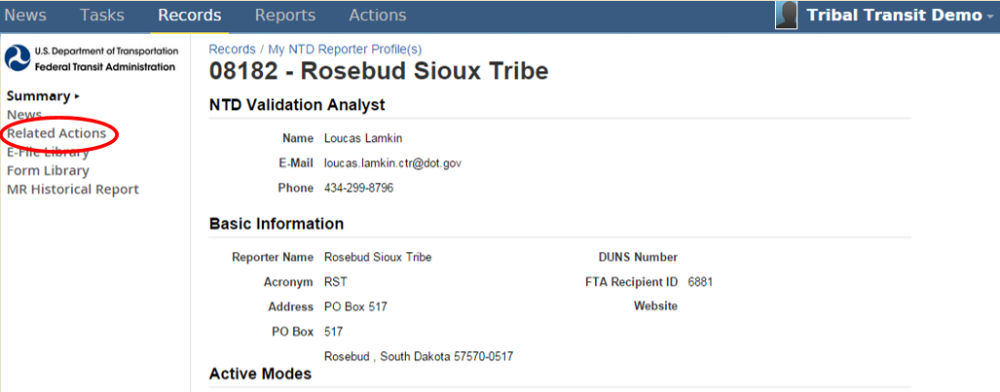 News Tasks Records Reports Actions Tribal Transit Demo
U.S. Department of Transportation
Federal Transit Administration
Summary
News
Related Actions
E-File Library
Form Library
MR Historical Report
Records / My NTD Reporter Profile(s)
08182 - Rosebud Sioux Tribe
NTD Validation Analyst
Name Loucas Lamkin
E-Mail loucas.lamkin.ctr@dot.gov
Phone 434-299-8796
Basic Information
Reporter Name Rosebud Sioux Tribe DUNS Number
Acronym RST FTA Recipient ID 6881
Address PO Box 517 Website
PO Box 517
Rosebud , South Dakota 57570-0517
Active Modes